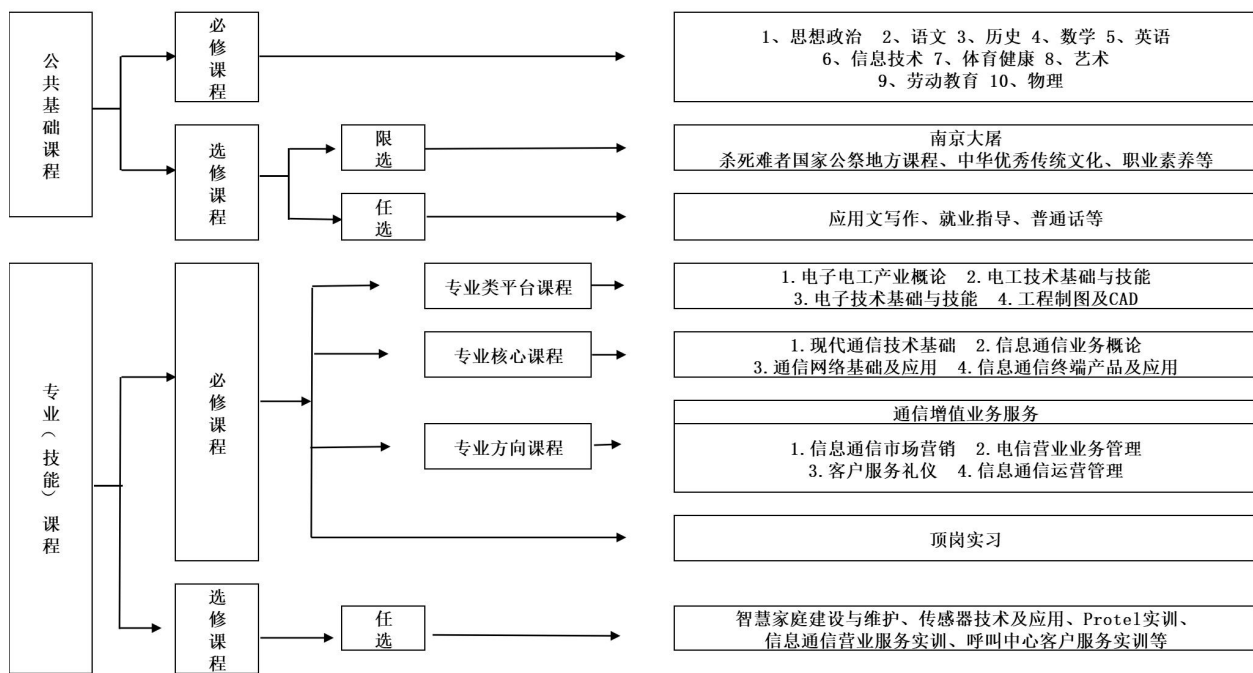 公共基础课程
必修课程
1、思想政治 2、语文 3、历史 4、数学 5、英语
6、信息技术 7、体育健康 8、艺术
9、劳动教育 10、物理
选修课程
限选
南京大屠
杀死难者国家公祭地方课程、中华优秀传统文化、职业素养等
任选
应用文写作、就业指导、普通话等
专业（技能）课程
必修课程
专业类平台课程
1.电子电工产业概论 2.电工技术基础与技能
3.电子技术基础与技能 4.工程制图及CAD
专业核心课程
1.现代通信技术基础 2.信息通信业务概论
3.通信网络基础及应用 4.信息通信终端产品及应用
专业方向课程
通信增值业务服务
1.信息通信市场营销 2.电信营业业务管理
3.客户服务礼仪 4.信息通信运营管理
顶岗实习
选修课程
任选
智慧家庭建设与维护、传感器技术及应用、Protel实训、
信息通信营业服务实训、呼叫中心客户服务实训等